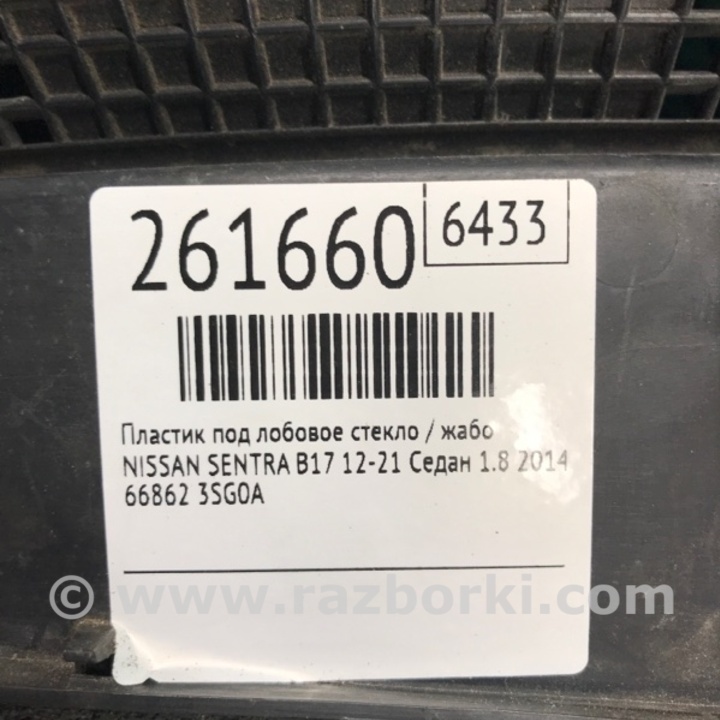 261660
6433
Пластик под лобовое стекло / жабо
NISSAN SENTRA B17 12-21 Седан 1.8 2014
66862 3SG0A
© www.razborki.com